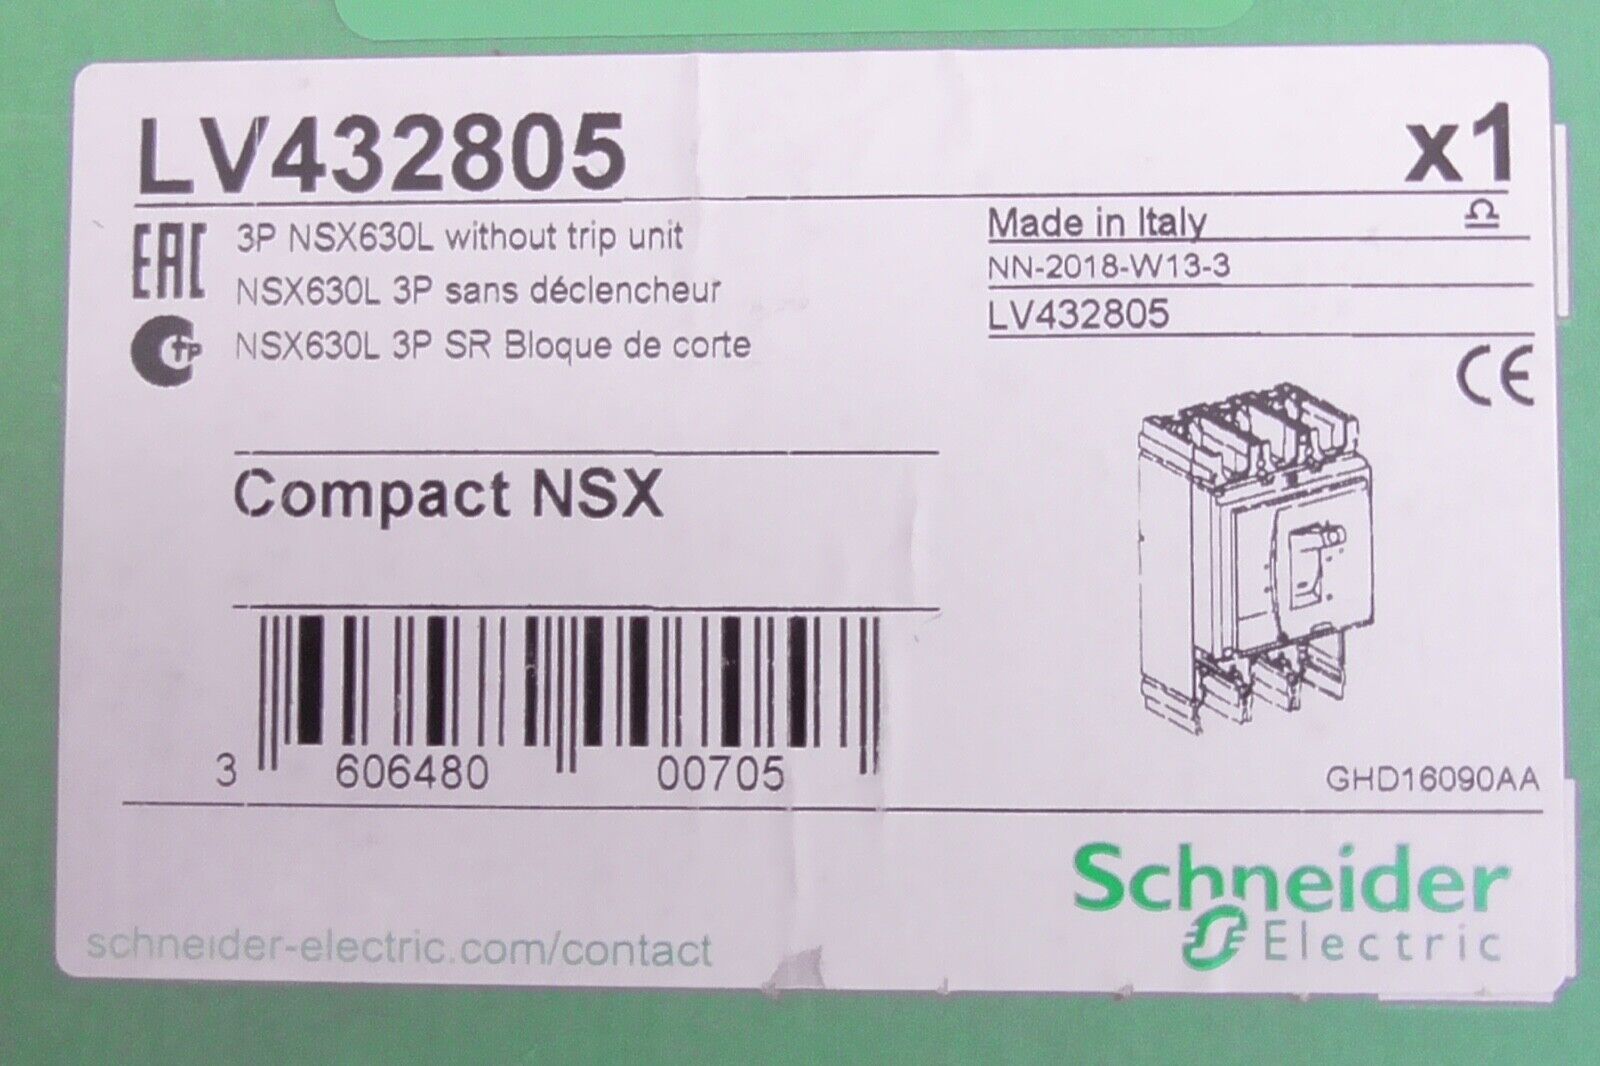 LV432805
x1
EAC
3P NSX630L without trip unit
NSX630L 3P sans déclencheur
NSX630L 3P SR Bloque de corte
Made in Italy
NN-2018-W13-3
LV432805
CE
Compact NSX
3 606480 00705
GHD16090AA
Schneider
Electric
schneider-electric.com/contact